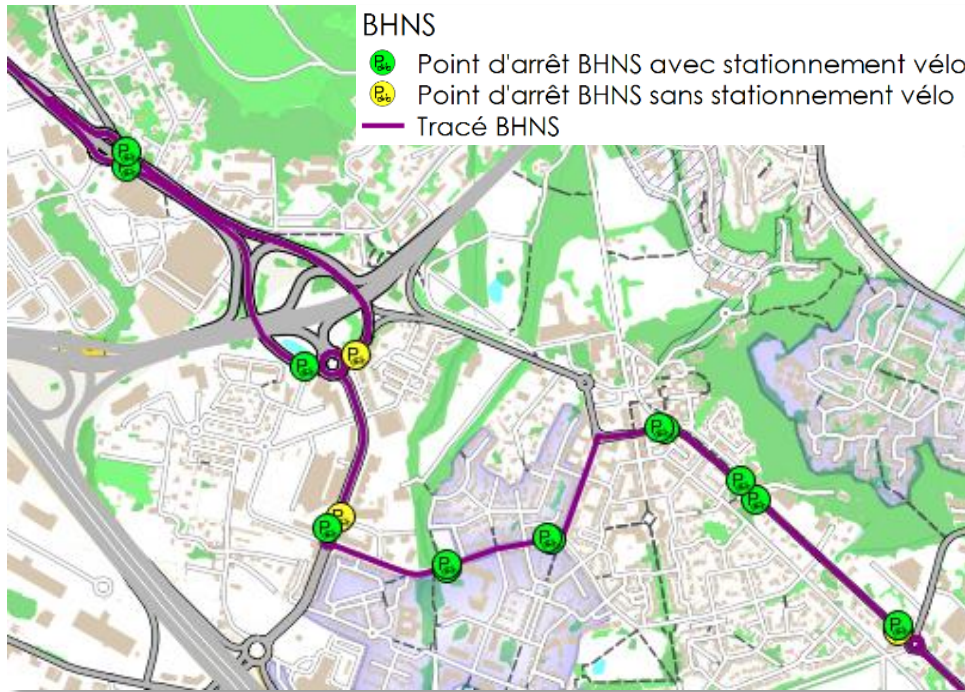 BHNS
Point d'arrêt BHNS avec stationnement vélo
Point d'arrêt BHNS sans stationnement vélo
Tracé BHNS